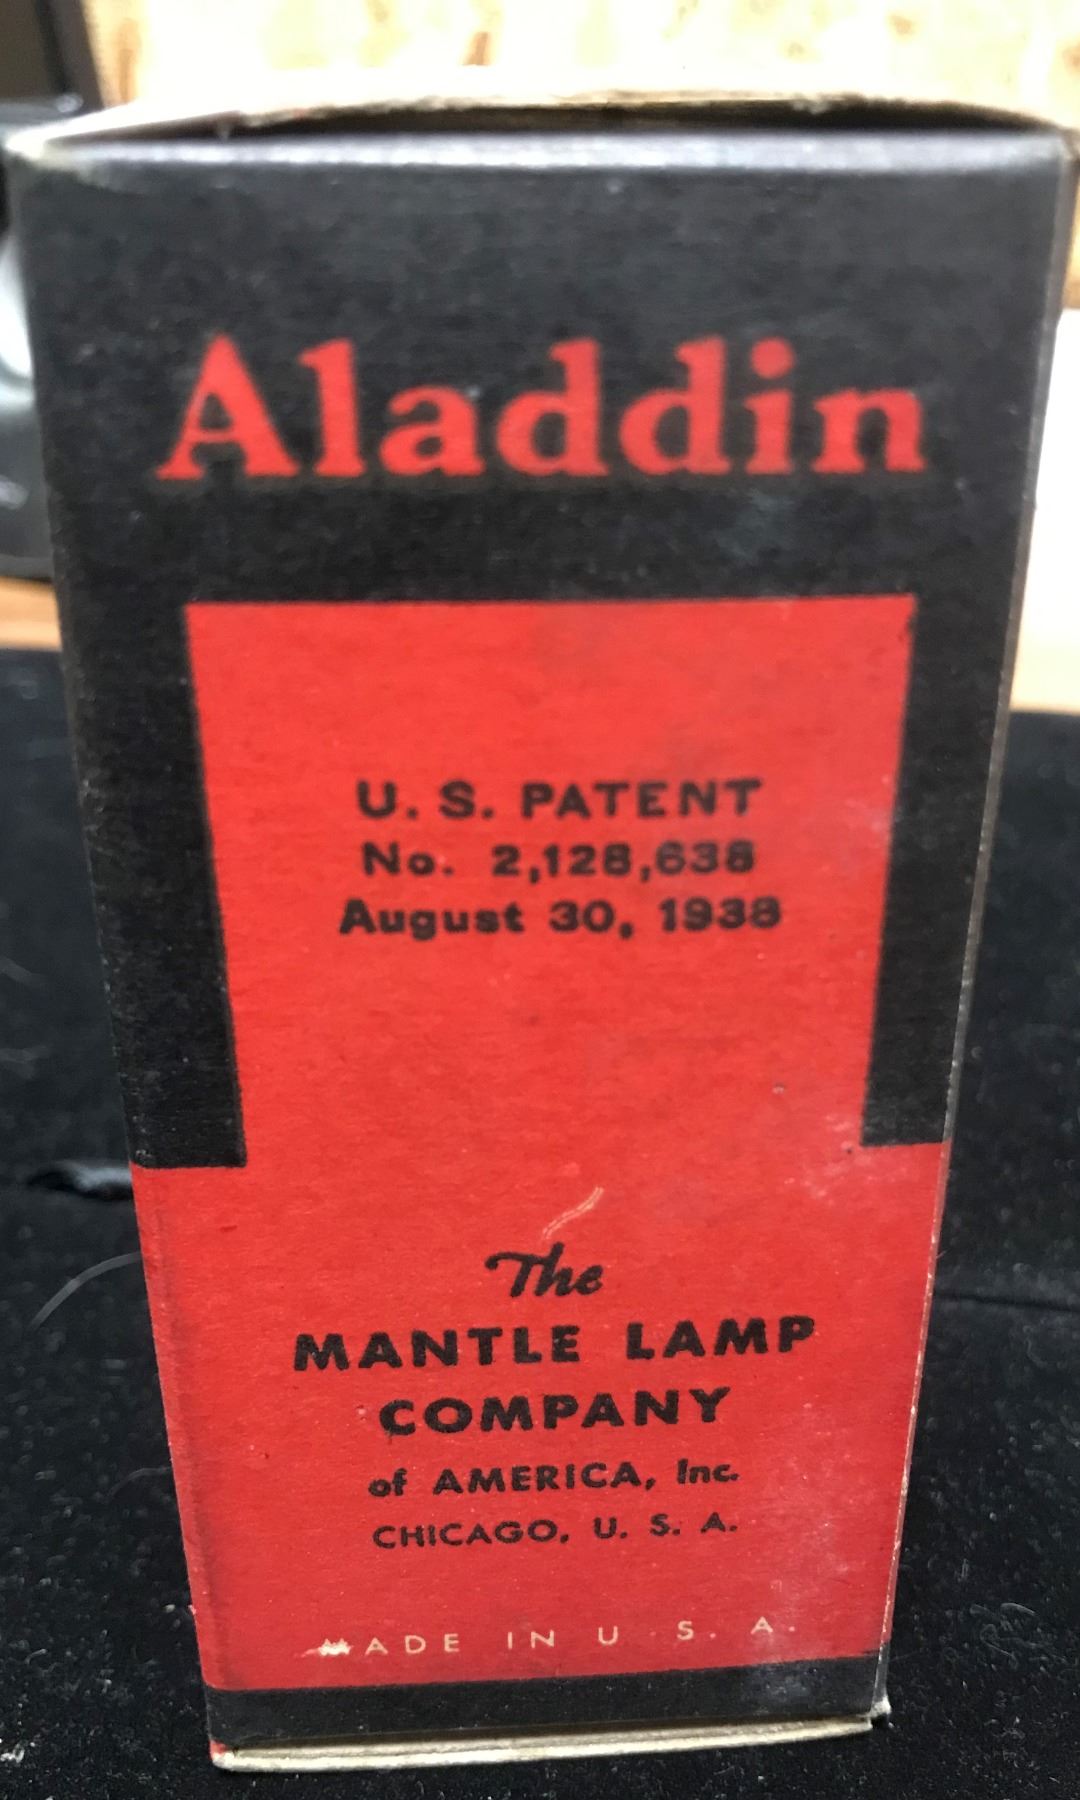 Aladdin
U. S. PATENT
No. 2,128,638
August 30, 1938
The
MANTLE LAMP
COMPANY
of AMERICA, Inc.
CHICAGO, U. S. A.
MADE IN U. S. A.